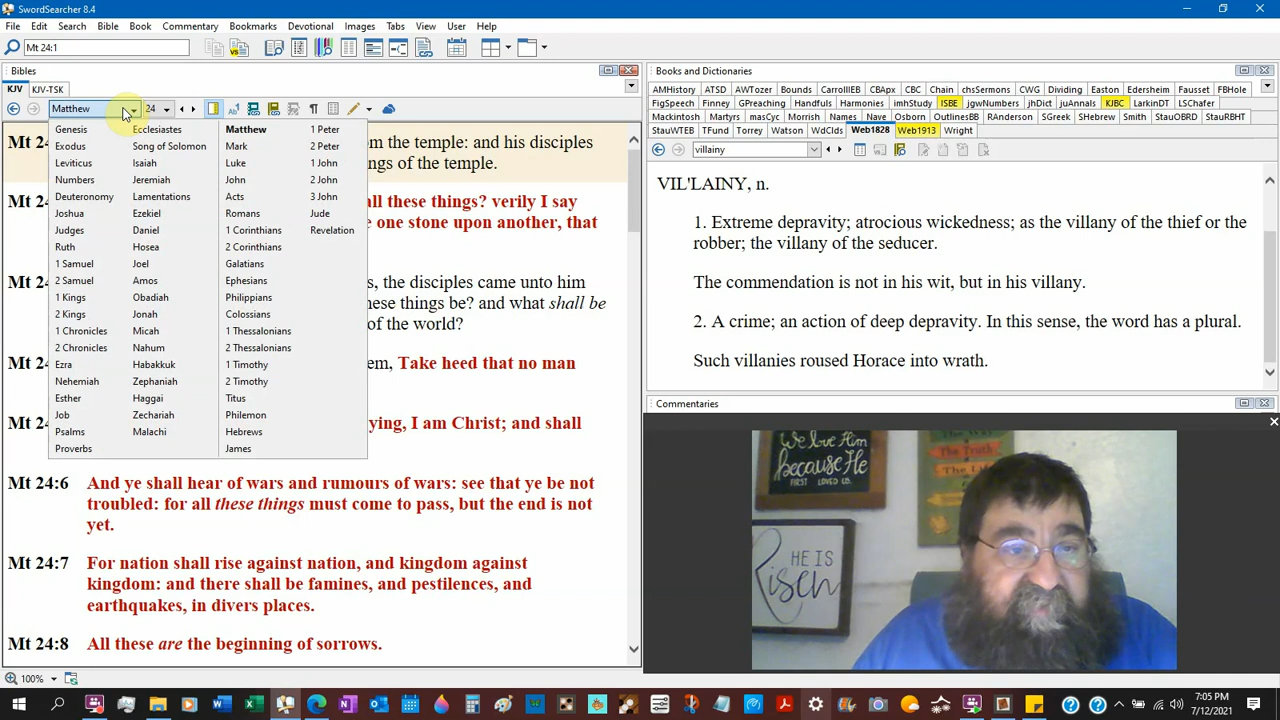 SwordSearcher 8.4
File Edit Search Bible Book Commentary Bookmarks Devotional Images Tabs View User Help
Mt 24:1
Bibles
KJV KJV-TSK
Matthew 24
Genesis Ecclesiastes Matthew 1 Peter
Exodus Song of Solomon Mark 2 Peter
Leviticus Isaiah Luke 1 John
Numbers Jeremiah John 2 John
Deuteronomy Lamentations Acts 3 John
Joshua Ezekiel Romans Jude
Judges Daniel 1 Corinthians Revelation
Ruth Hosea 2 Corinthians
1 Samuel Joel Galatians
2 Samuel Amos Ephesians
1 Kings Obadiah Philippians
2 Kings Jonah Colossians
1 Chronicles Micah 1 Thessalonians
2 Chronicles Nahum 2 Thessalonians
Ezra Habakkuk 1 Timothy
Nehemiah Zephaniah 2 Timothy
Esther Haggai Titus
Job Zechariah Philemon
Psalms Malachi Hebrews
Proverbs James
om the temple: and his disciples
ngs of the temple.
all these things? verily I say
e one stone upon another, that
s, the disciples came unto him
hese things be? and what shall be
of the world?
em, Take heed that no man
ying, I am Christ; and shall
Mt 24:6 And ye shall hear of wars and rumours of wars: see that ye be not
troubled: for all these things must come to pass, but the end is not
yet.
Mt 24:7 For nation shall rise against nation, and kingdom against
kingdom: and there shall be famines, and pestilences, and
earthquakes, in divers places.
Mt 24:8 All these are the beginning of sorrows.
100%
Books and Dictionaries
AMHistory ATSD AWTozer Bounds CarrollIEB CBApx CBC Chain chsSermons CWG Dividing Easton Edersheim Fausset FBHole
FigSpeech Finney GPreaching Handfuls Harmonies imhStudy ISBE jgwNumbers jhDict juAnnals KJBC LarkinDT LSChafer
Mackintosh Martyrs masCyc Morrish Names Naves Osborn OutlinesBB RAnderson SGreek SHebrew Smith StauOBRD StauRBHT
StauWTEB TFund Torrey Watson WdClds Web1828 Web1913 Wright
villainy
VIL'LAINY, n.
1. Extreme depravity; atrocious wickedness; as the villany of the thief or the
robber; the villany of the seducer.
The commendation is not in his wit, but in his villany.
2. A crime; an action of deep depravity. In this sense, the word has a plural.
Such villanies roused Horace into wrath.
Commentaries
We love Him
because He
FIRST LOVED US.
The Way
The Truth
The Life
HE IS
Risen
7:05 PM
7/12/2021